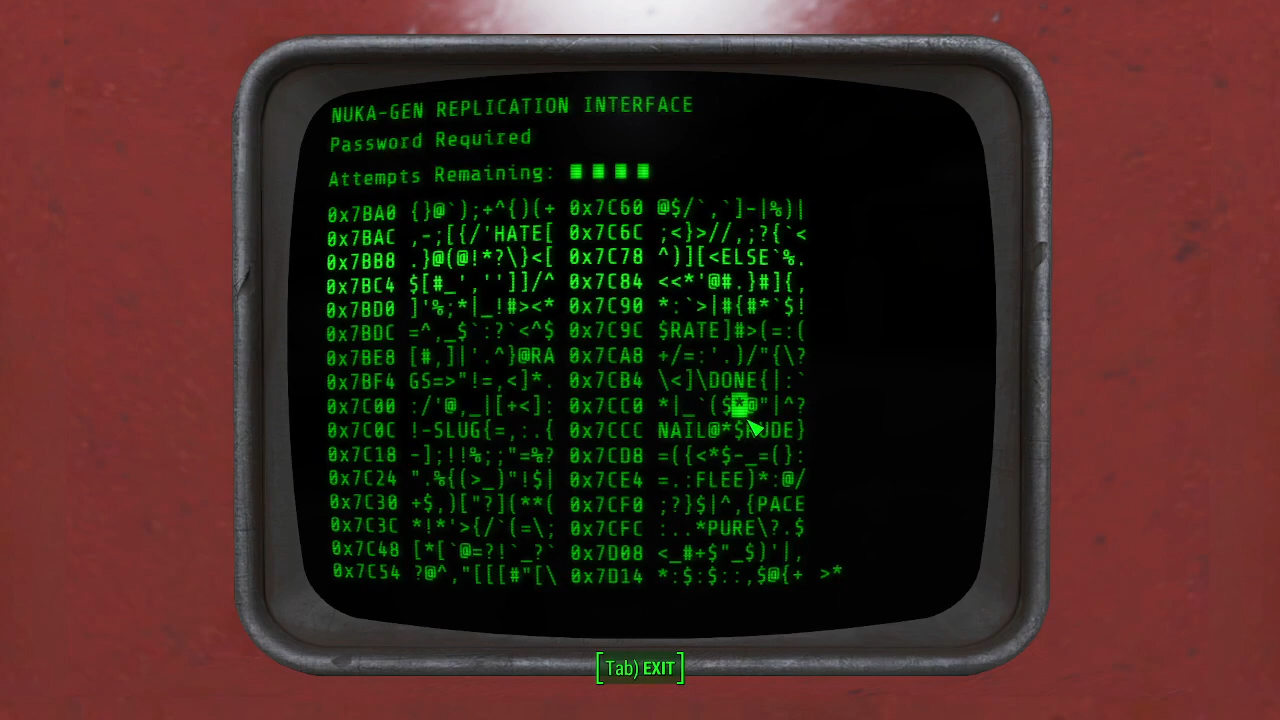 NUKA-GEN REPLICATION INTERFACE
Password Required
Attempts Remaining:
0x7BA0 {}@`);+^{)(+ 0x7C60 @$/`,`]-|%)|
0x7BAC ,-;[(/'HATE[ 0x7C6C ;<}>//,;?{`<
0x7BB8 .}@(@!*?\}<[ 0x7C78 ^)][<ELSE`%.
0x7BC4 $[#_','']]/^ 0x7C84 <<*'@#.}#]{,
0x7BD0 ]'%;*|_!#><* 0x7C90 *:`>|#{#*`$!
0x7BDC =^,_$`:?`<^$ 0x7C9C $RATE]#>(=:(
0x7BE8 [#,]|'.^}@RA 0x7CA8 +/=:'.)/"{\?
0x7BF4 GS=>"!=,<]*. 0x7CB4 \<]\DONE{|:`
0x7C00 :/'@,_|[+<]: 0x7CC0 *|_`($*@"|^?
0x7C0C !-SLUG{=,:.{ 0x7CCC NAIL@*$RUDE}
0x7C18 -];!!%;;"=%? 0x7CD8 =({<*$-_=(}:
0x7C24 ".%{(>_)"!$| 0x7CE4 =.:FLEE)*:@/
0x7C30 +$,)["?](**( 0x7CF0 ;?}$|^,{PACE
0x7C3C *!*'>{/`(=\; 0x7CFC :..*PURE\?.$
0x7C48 [*[`@=?!`_?` 0x7D08 <_#+$"_$)'|,
0x7C54 ?@^,"[[[#"[\ 0x7D14 *:$:$::,$@{+ >*
[Tab) EXIT]